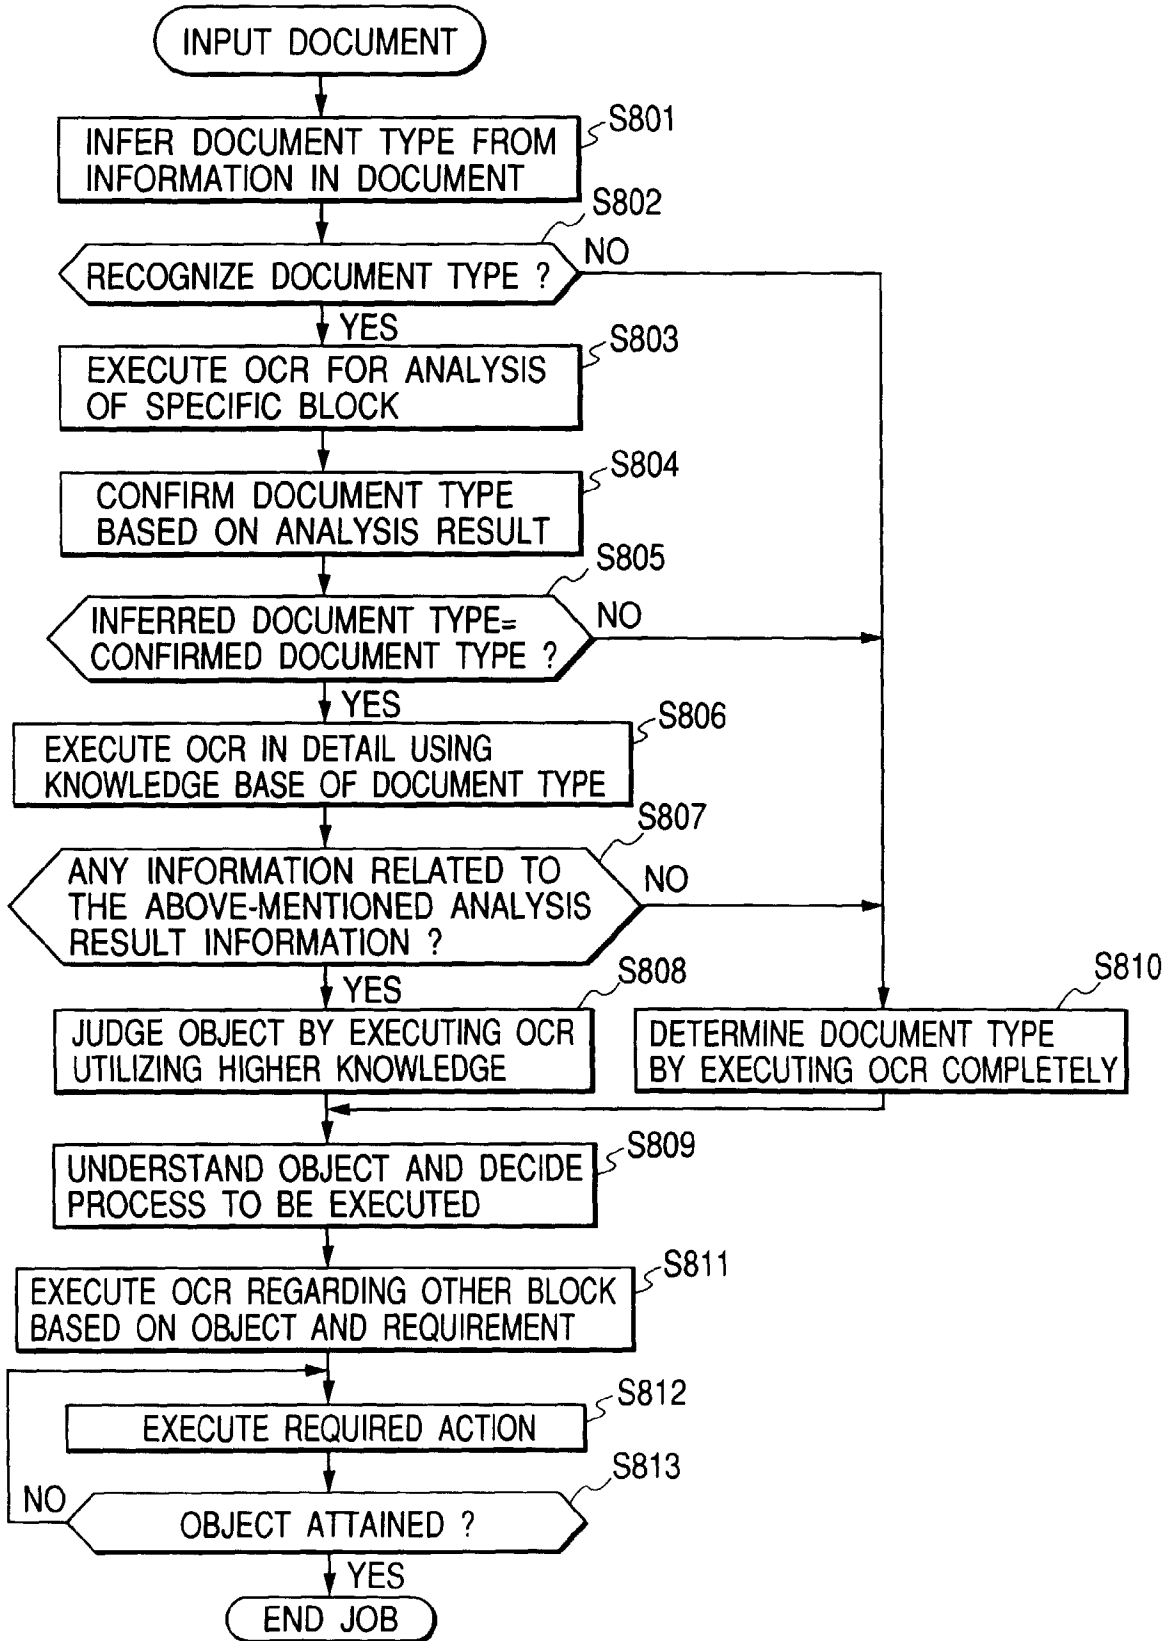 INPUT DOCUMENT
S801
INFER DOCUMENT TYPE FROM
INFORMATION IN DOCUMENT
S802
RECOGNIZE DOCUMENT TYPE ?
NO
YES
S803
EXECUTE OCR FOR ANALYSIS
OF SPECIFIC BLOCK
S804
CONFIRM DOCUMENT TYPE
BASED ON ANALYSIS RESULT
S805
INFERRED DOCUMENT TYPE=
CONFIRMED DOCUMENT TYPE ?
NO
YES
S806
EXECUTE OCR IN DETAIL USING
KNOWLEDGE BASE OF DOCUMENT TYPE
S807
ANY INFORMATION RELATED TO
THE ABOVE-MENTIONED ANALYSIS
RESULT INFORMATION ?
NO
YES
S808
JUDGE OBJECT BY EXECUTING OCR
UTILIZING HIGHER KNOWLEDGE
S810
DETERMINE DOCUMENT TYPE
BY EXECUTING OCR COMPLETELY
S809
UNDERSTAND OBJECT AND DECIDE
PROCESS TO BE EXECUTED
S811
EXECUTE OCR REGARDING OTHER BLOCK
BASED ON OBJECT AND REQUIREMENT
S812
EXECUTE REQUIRED ACTION
S813
NO
OBJECT ATTAINED ?
YES
END JOB